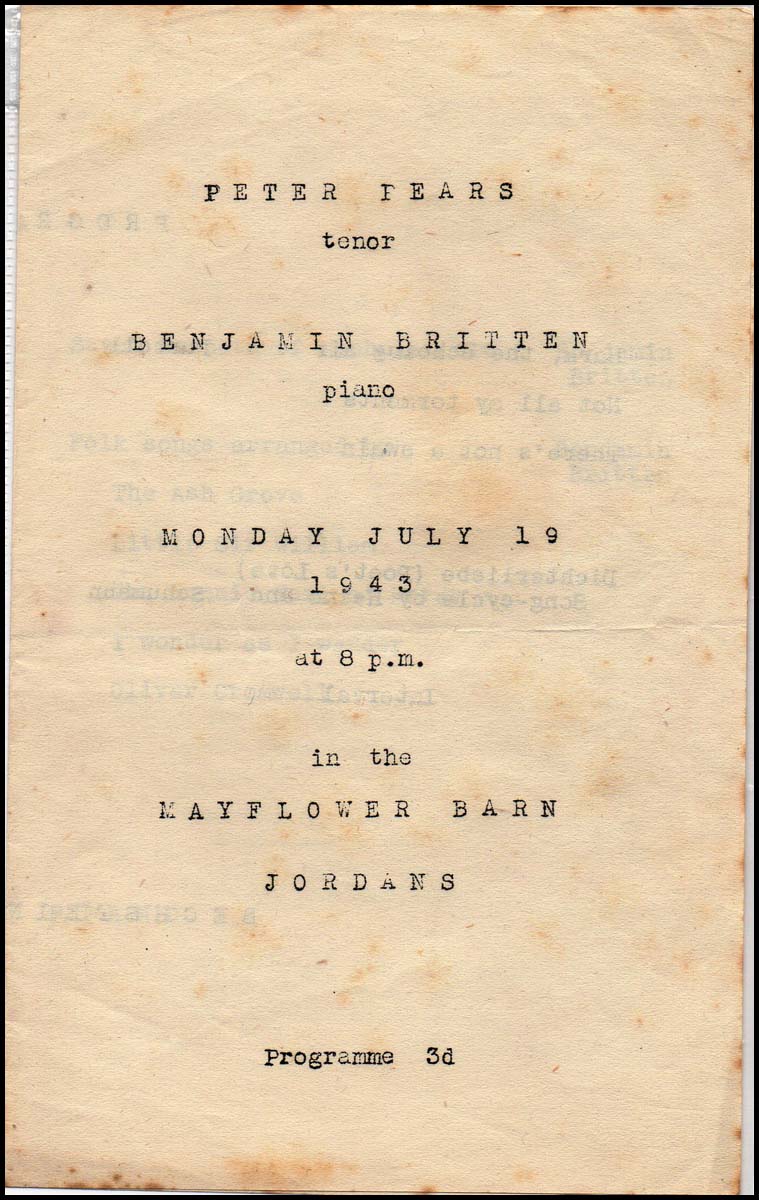 PETER PEARS
tenor
BENJAMIN BRITTEN
piano
MONDAY JULY 19
1943
at 8 p.m.
in the
MAYFLOWER BARN
JORDANS
Programme 3d